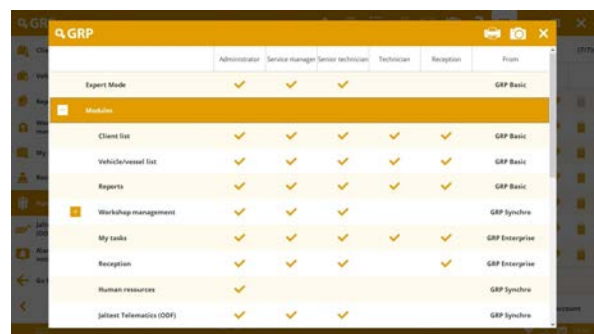 GRP
Administrator Service manager Senior technician Technician Reception From
Expert Mode GRP Basic
Modules
Client list GRP Basic
Vehicle/vessel list GRP Basic
Reports GRP Basic
Workshop management GRP Synchro
My tasks GRP Enterprise
Reception GRP Enterprise
Human resources GRP Synchro
Jaltest Telematics (ODF) GRP Synchro